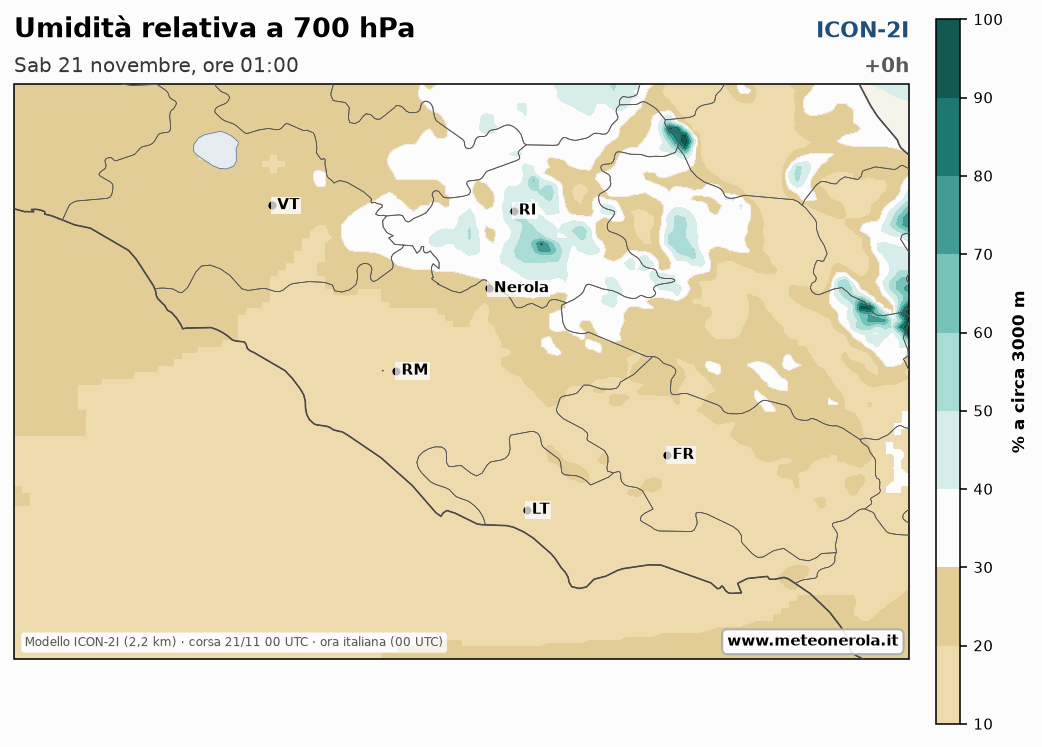 Umidità relativa a 700 hPa
ICON-2I
Sab 21 novembre, ore 01:00
+0h
VT
RI
Nerola
RM
FR
LT
Modello ICON-2I (2,2 km) · corsa 21/11 00 UTC · ora italiana (00 UTC)
www.meteonerola.it
100
90
80
70
60
50
40
30
20
10
% a circa 3000 m